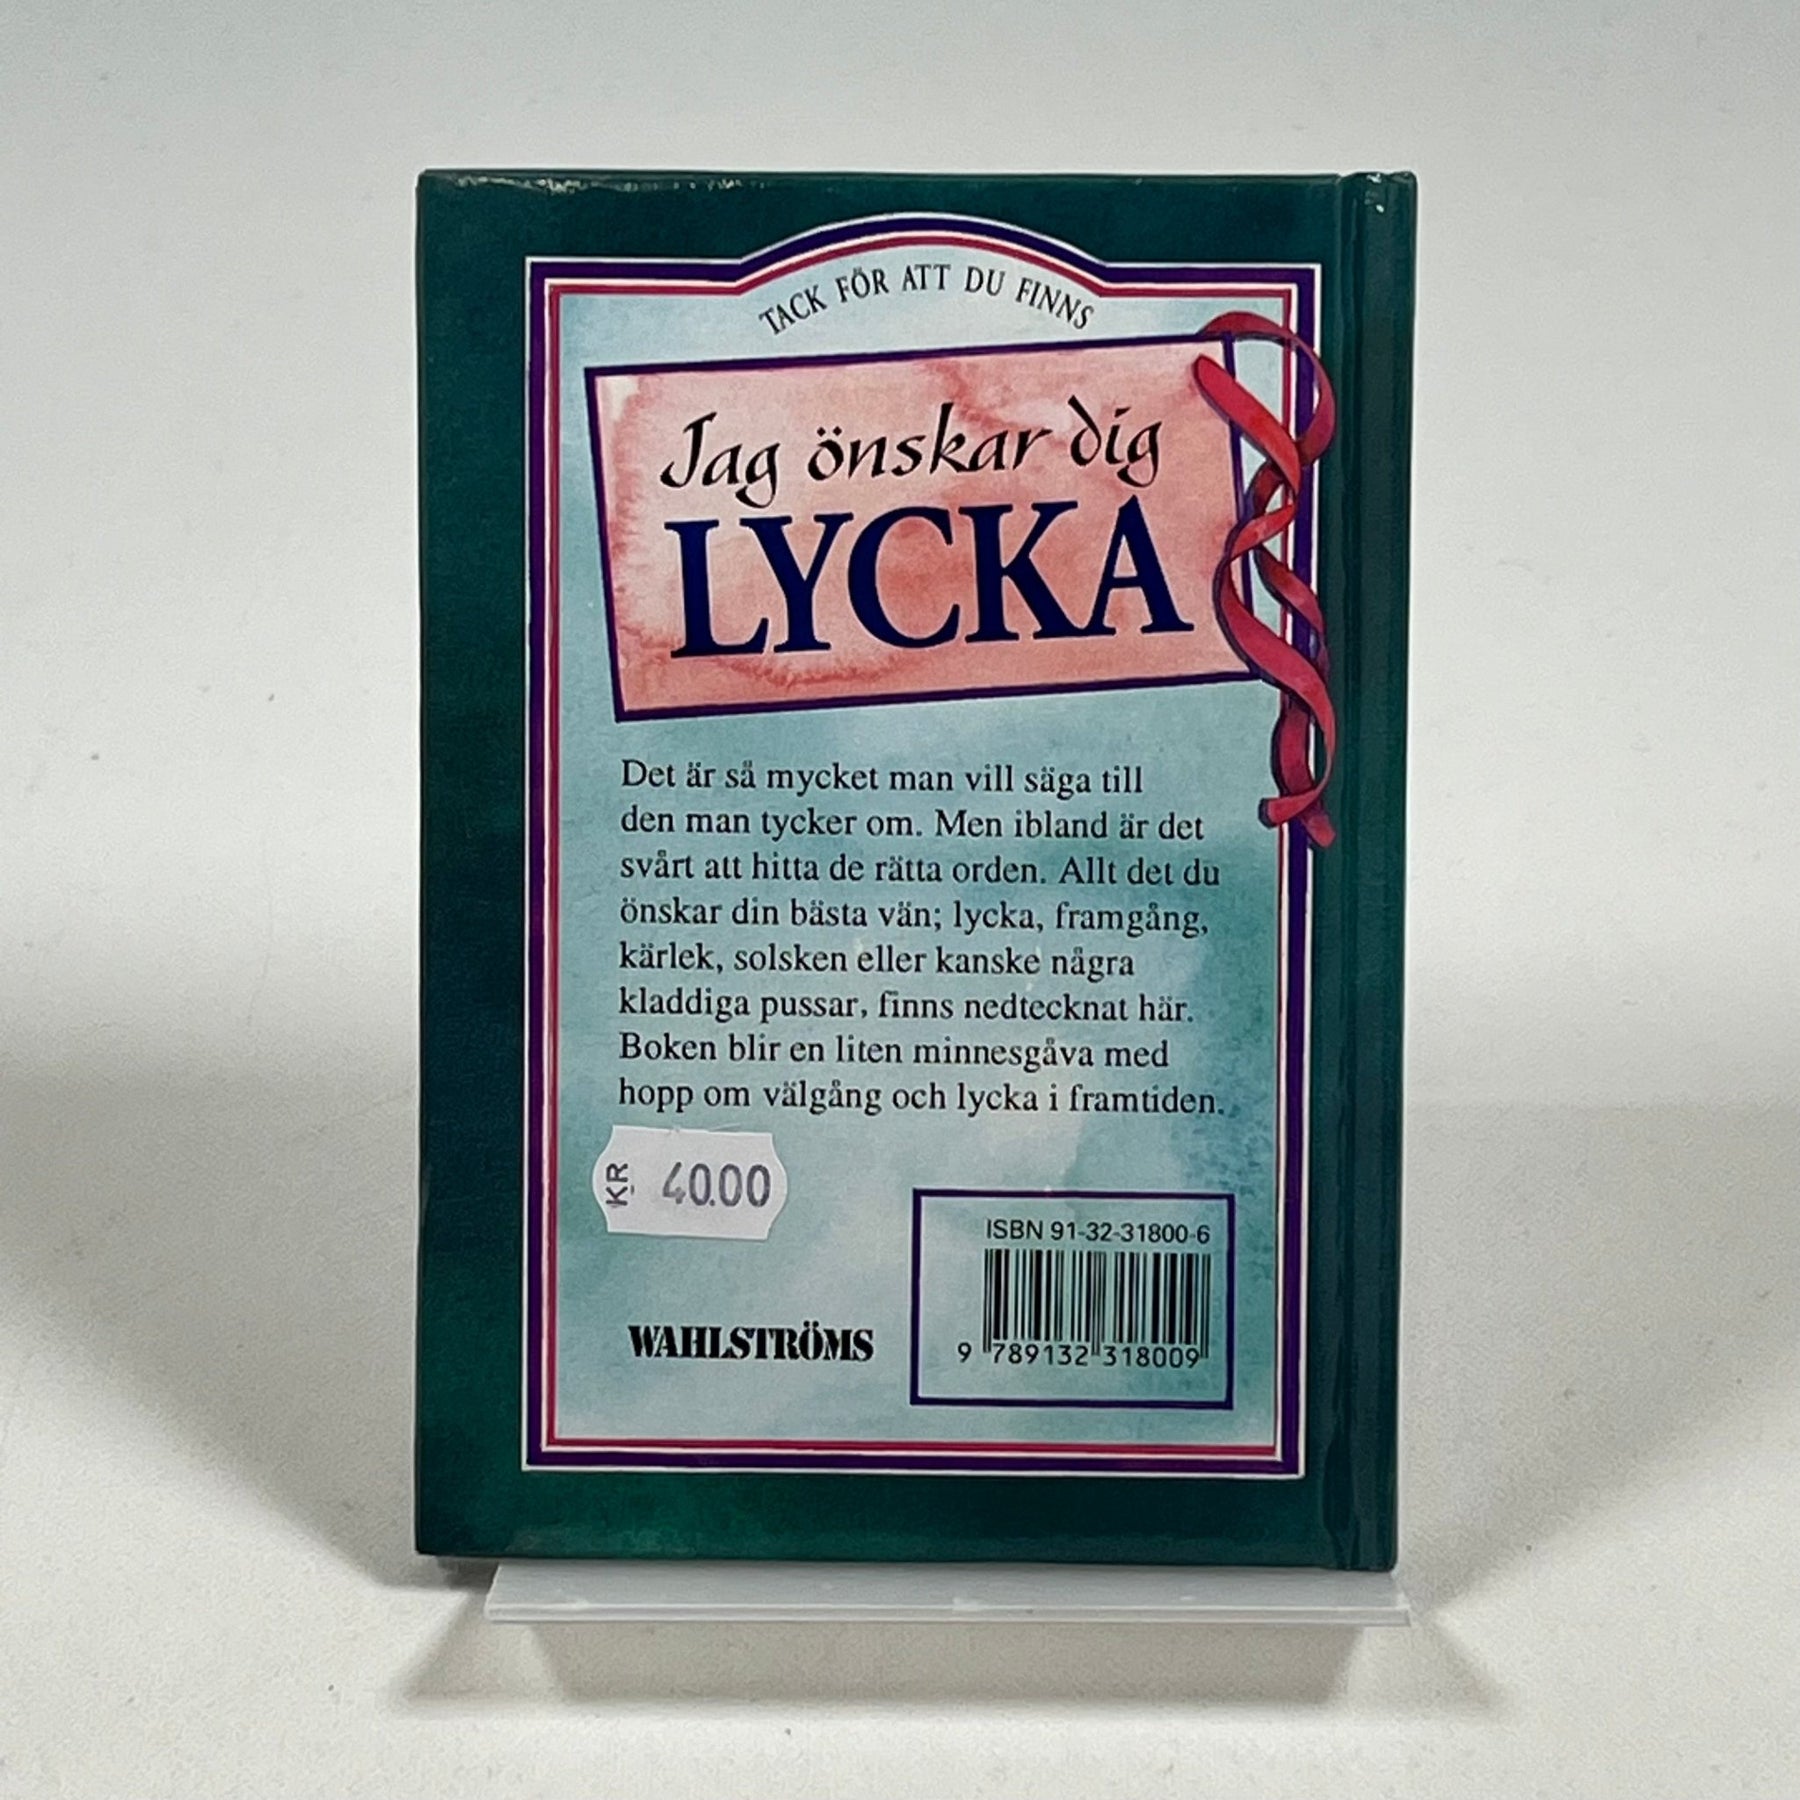 TACK FÖR ATT DU FINNS
Jag önskar dig
LYCKA
Det är så mycket man vill säga till
den man tycker om. Men ibland är det
svårt att hitta de rätta orden. Allt det du
önskar din bästa vän; lycka, framgång,
kärlek, solsken eller kanske några
kladdiga pussar, finns nedtecknat här.
Boken blir en liten minnesgåva med
hopp om välgång och lycka i framtiden.
KR 40.00
ISBN 91-32-31800-6
WAHLSTRÖMS
9 789132 318009